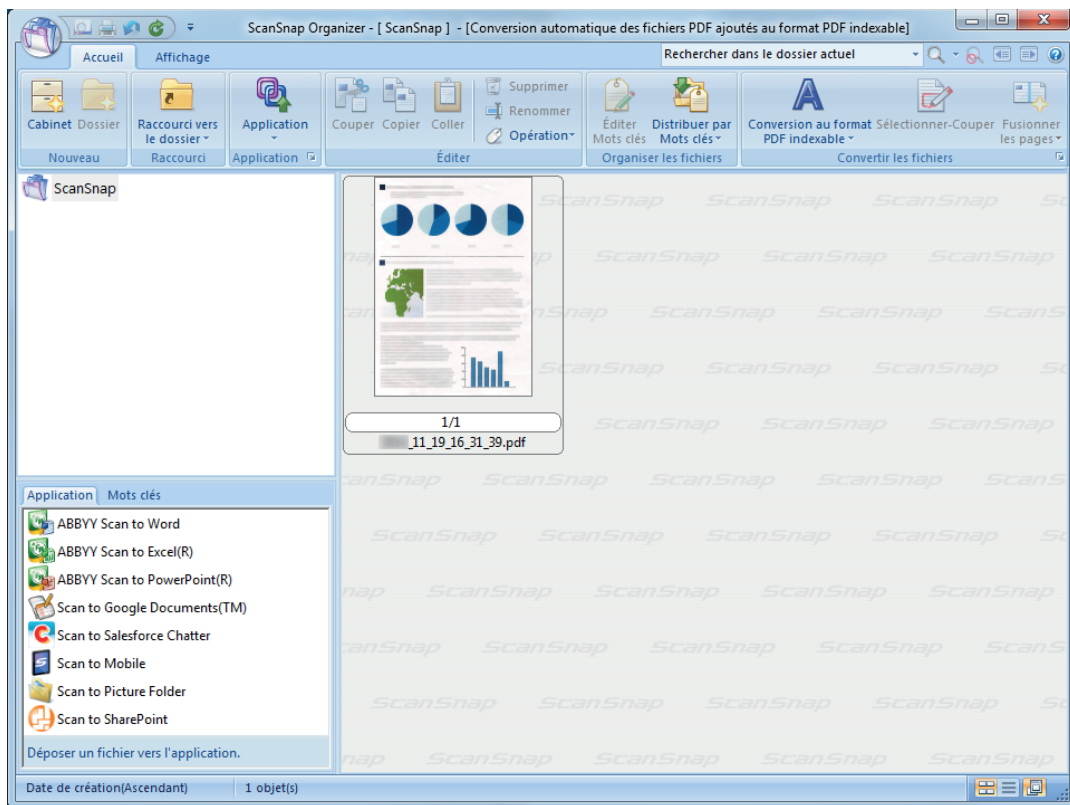 ScanSnap Organizer - [ ScanSnap ] - [Conversion automatique des fichiers PDF ajoutés au format PDF indexable]
Accueil Affichage
Rechercher dans le dossier actuel
Cabinet Dossier
Nouveau
Raccourci vers
le dossier
Raccourci
Application
Application
Couper Copier Coller
Supprimer
Renommer
Opération
Éditer
Éditer
Mots clés
Distribuer par
Mots clés
Organiser les fichiers
Conversion au format
PDF indexable
Sélectionner-Couper
Fusionner
les pages
Convertir les fichiers
ScanSnap
1/1
_11_19_16_31_39.pdf
Application Mots clés
ABBYY Scan to Word
ABBYY Scan to Excel(R)
ABBYY Scan to PowerPoint(R)
Scan to Google Documents(TM)
Scan to Salesforce Chatter
Scan to Mobile
Scan to Picture Folder
Scan to SharePoint
Déposer un fichier vers l'application.
Date de création(Ascendant) 1 objet(s)